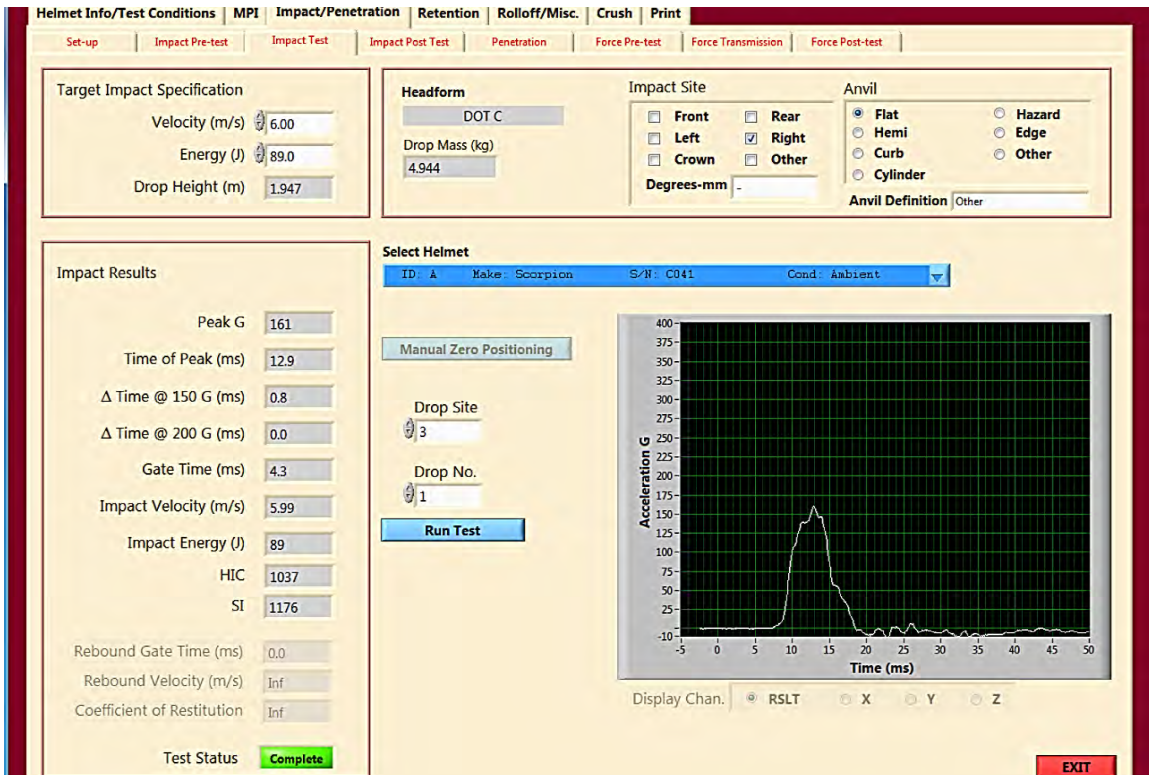 Helmet Info/Test Conditions MPI Impact/Penetration Retention Rolloff/Misc. Crush Print
Set-up Impact Pre-test Impact Test Impact Post Test Penetration Force Pre-test Force Transmission Force Post-test
Target Impact Specification
Velocity (m/s) 6.00
Energy (J) 89.0
Drop Height (m) 1.947
Headform
DOT C
Drop Mass (kg)
4.944
Impact Site
Front Rear
Left Right
Crown Other
Degrees-mm -
Anvil
Flat Hazard
Hemi Edge
Curb Other
Cylinder
Anvil Definition Other
Impact Results
Peak G 161
Time of Peak (ms) 12.9
Δ Time @ 150 G (ms) 0.8
Δ Time @ 200 G (ms) 0.0
Gate Time (ms) 4.3
Impact Velocity (m/s) 5.99
Impact Energy (J) 89
HIC 1037
SI 1176
Rebound Gate Time (ms) 0.0
Rebound Velocity (m/s) Inf
Coefficient of Restitution Inf
Test Status Complete
Select Helmet
ID: A Make: Scorpion S/N: C041 Cond: Ambient
Manual Zero Positioning
Drop Site
3
Drop No.
1
Run Test
Acceleration G
400
375
350
325
300
275
250
225
200
175
150
125
100
75
50
25
-10
-5 0 5 10 15 20 25 30 35 40 45 50
Time (ms)
Display Chan. RSLT X Y Z
EXIT